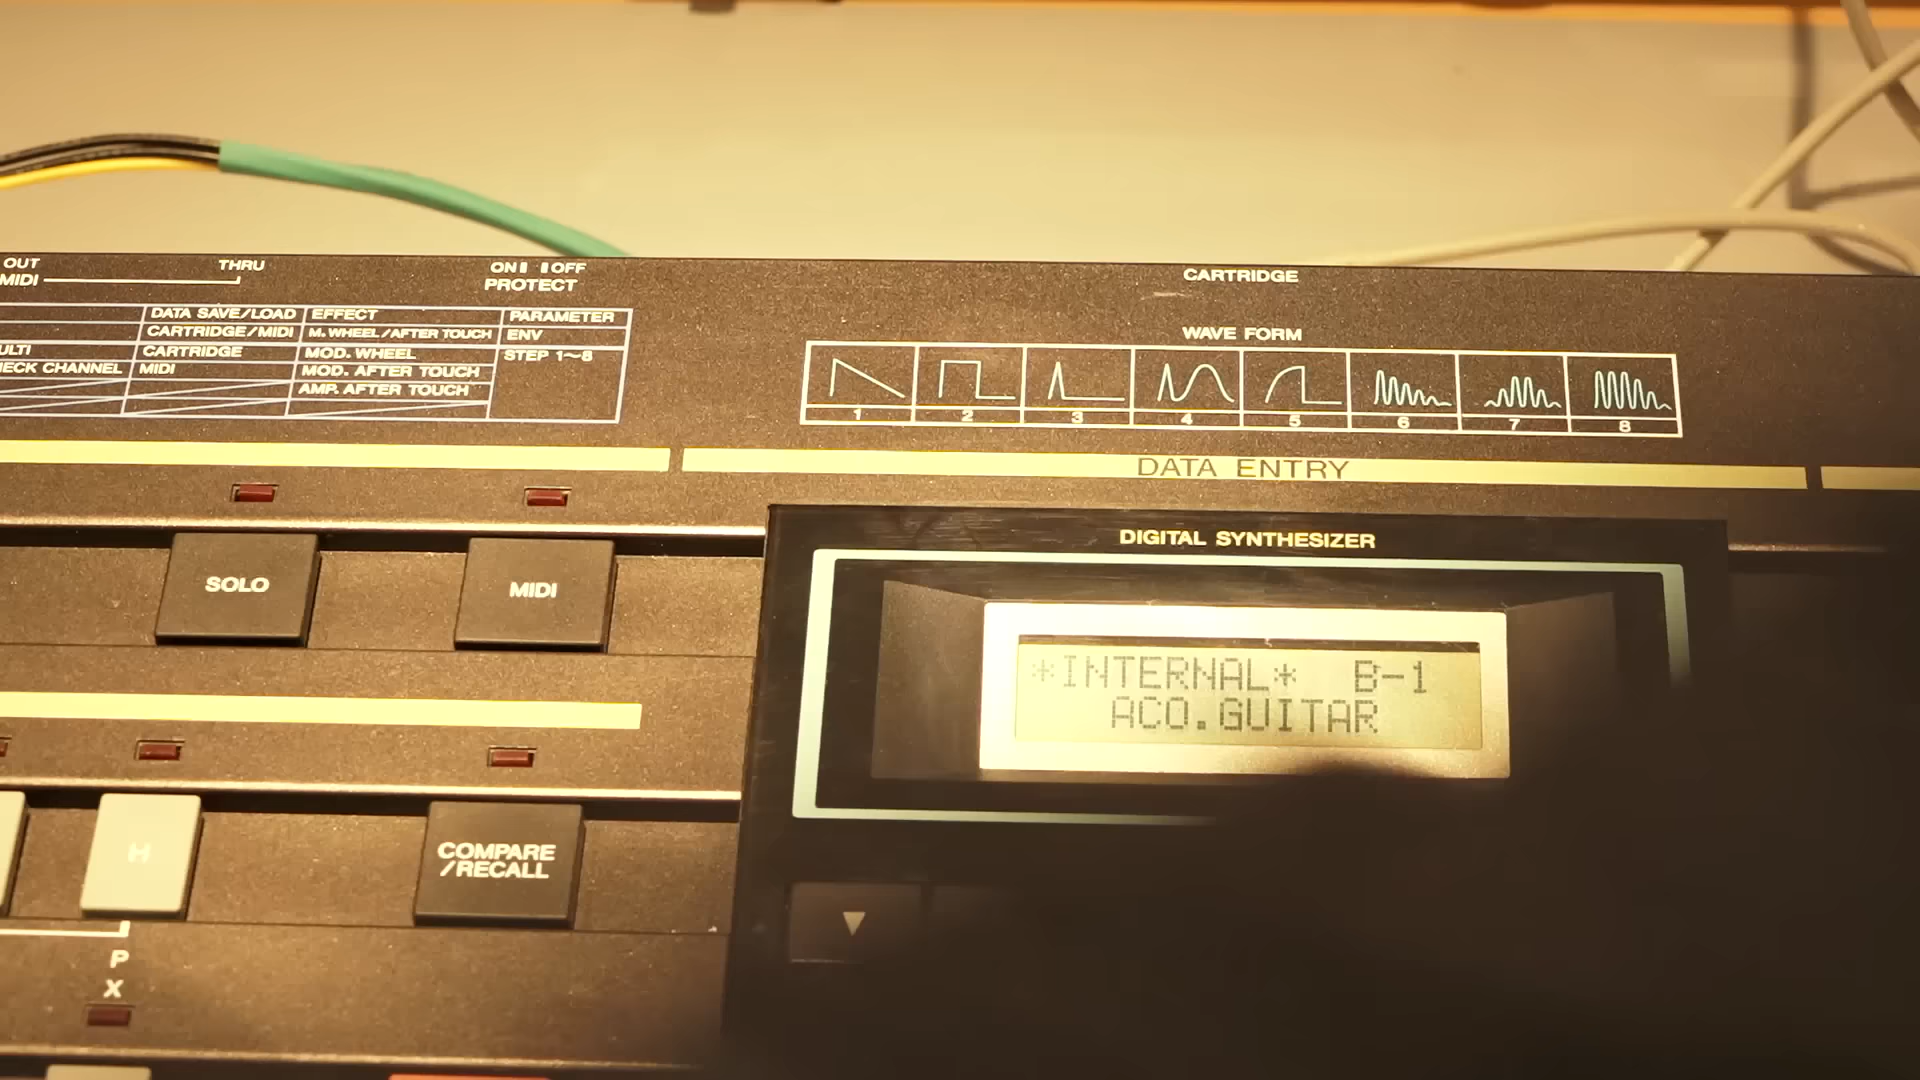 OUT
MIDI
THRU
ON OFF
PROTECT
DATA SAVE/LOAD EFFECT PARAMETER
CARTRIDGE/MIDI M. WHEEL/AFTER TOUCH ENV
ULTI CARTRIDGE MOD. WHEEL STEP 1~8
HECK CHANNEL MIDI MOD. AFTER TOUCH
AMP. AFTER TOUCH
CARTRIDGE
WAVE FORM
1 2 3 4 5 6 7 8
DATA ENTRY
DIGITAL SYNTHESIZER
*INTERNAL* B-1
ACO.GUITAR
SOLO
MIDI
H
COMPARE
/RECALL
P
X